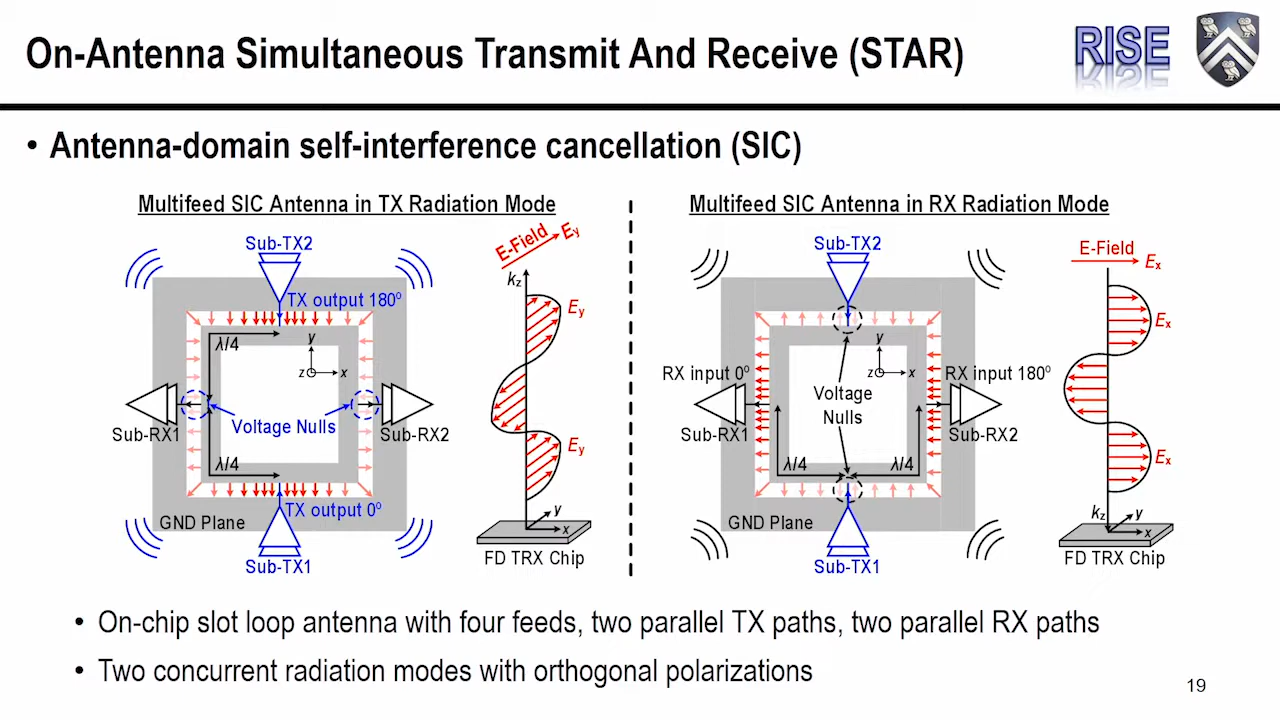 On-Antenna Simultaneous Transmit And Receive (STAR)
RISE
• Antenna-domain self-interference cancellation (SIC)
Multifeed SIC Antenna in TX Radiation Mode
Sub-TX2
TX output 180º
λ/4
y
z
x
Sub-RX1
Voltage Nulls
Sub-RX2
λ/4
TX output 0º
GND Plane
Sub-TX1
E-Field
Ey
kz
Ey
Ey
y
x
FD TRX Chip
Multifeed SIC Antenna in RX Radiation Mode
Sub-TX2
y
z
x
RX input 0º
RX input 180º
Voltage
Nulls
Sub-RX1
Sub-RX2
λ/4
λ/4
GND Plane
Sub-TX1
E-Field
Ex
Ex
Ex
kz
y
x
FD TRX Chip
• On-chip slot loop antenna with four feeds, two parallel TX paths, two parallel RX paths
• Two concurrent radiation modes with orthogonal polarizations
19